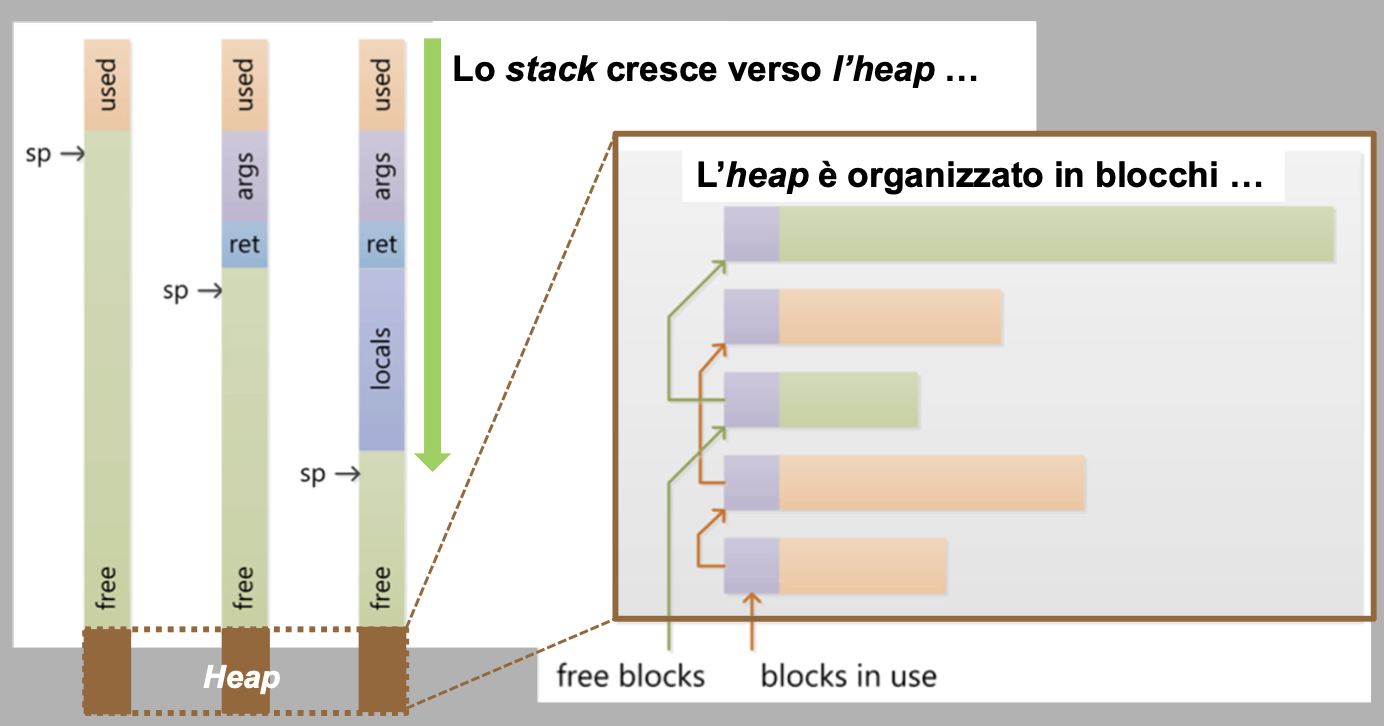 used
used
used
Lo stack cresce verso l'heap …
sp
args
args
L'heap è organizzato in blocchi …
ret
ret
sp
locals
sp
free
free
free
Heap
free blocks
blocks in use